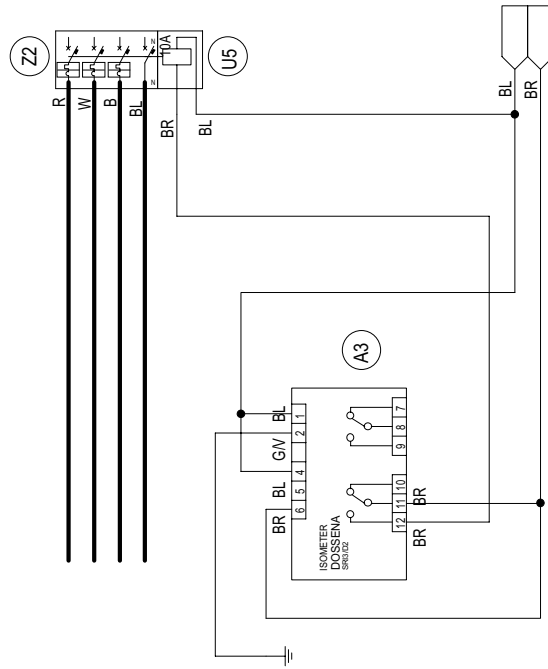 Z2
U5
N
10A
N
R
W
B
BL
BR
BL
BL
BR
A3
BL
G/V
BL
BR
1
2
4
5
6
7
8
9
10
11
12
BR
BR
ISOMETER
DOSSENA
SRI3/D2